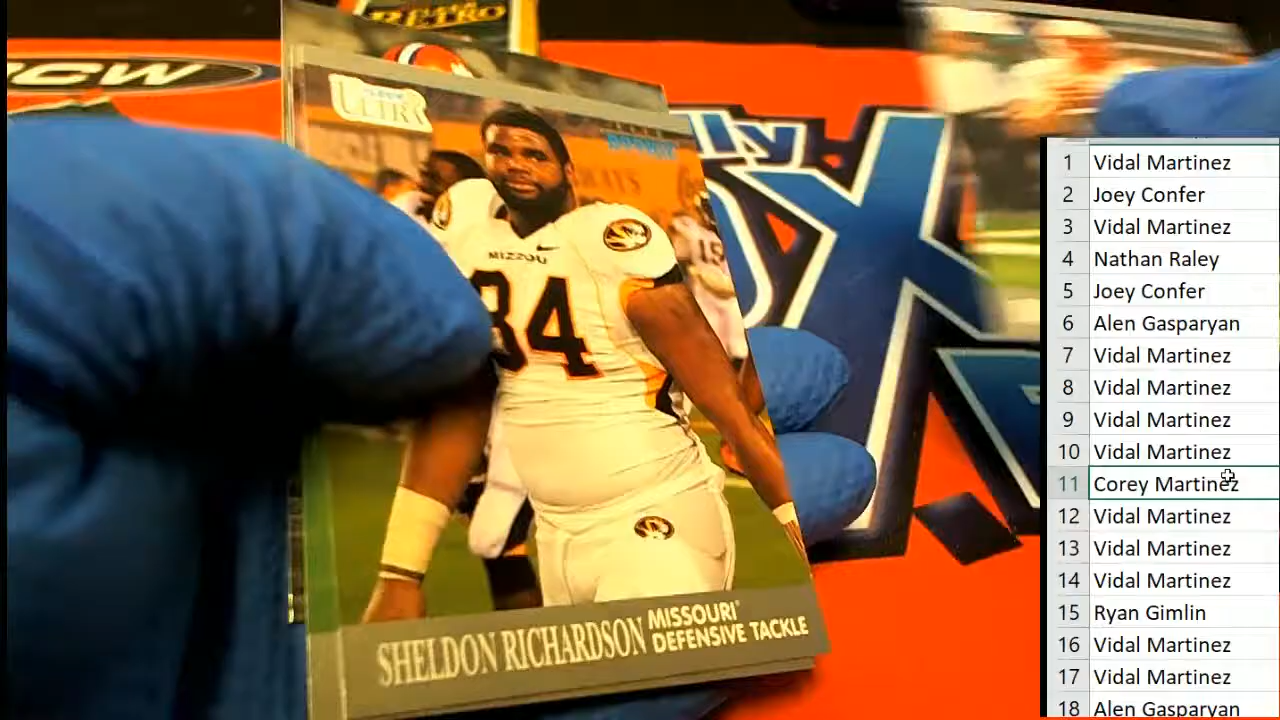 RETRO
CW
ULTRA
ROOKIE
MIZZOU
34
15
SHELDON RICHARDSON
MISSOURI
DEFENSIVE TACKLE
1 Vidal Martinez
2 Joey Confer
3 Vidal Martinez
4 Nathan Raley
5 Joey Confer
6 Alen Gasparyan
7 Vidal Martinez
8 Vidal Martinez
9 Vidal Martinez
10 Vidal Martinez
11 Corey Martinez
12 Vidal Martinez
13 Vidal Martinez
14 Vidal Martinez
15 Ryan Gimlin
16 Vidal Martinez
17 Vidal Martinez
18 Alen Gasparyan